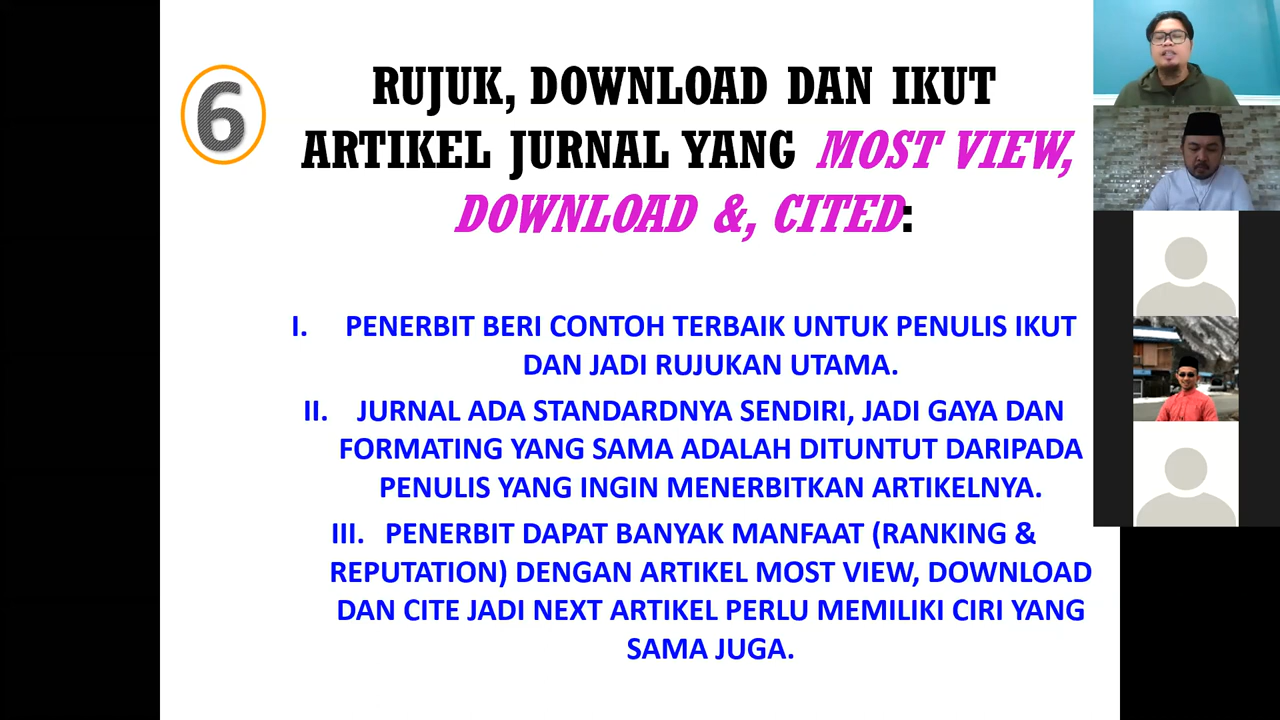 6
RUJUK, DOWNLOAD DAN IKUT
ARTIKEL JURNAL YANG MOST VIEW,
DOWNLOAD &, CITED:
I. PENERBIT BERI CONTOH TERBAIK UNTUK PENULIS IKUT
DAN JADI RUJUKAN UTAMA.
II. JURNAL ADA STANDARDNYA SENDIRI, JADI GAYA DAN
FORMATING YANG SAMA ADALAH DITUNTUT DARIPADA
PENULIS YANG INGIN MENERBITKAN ARTIKELNYA.
III. PENERBIT DAPAT BANYAK MANFAAT (RANKING &
REPUTATION) DENGAN ARTIKEL MOST VIEW, DOWNLOAD
DAN CITE JADI NEXT ARTIKEL PERLU MEMILIKI CIRI YANG
SAMA JUGA.